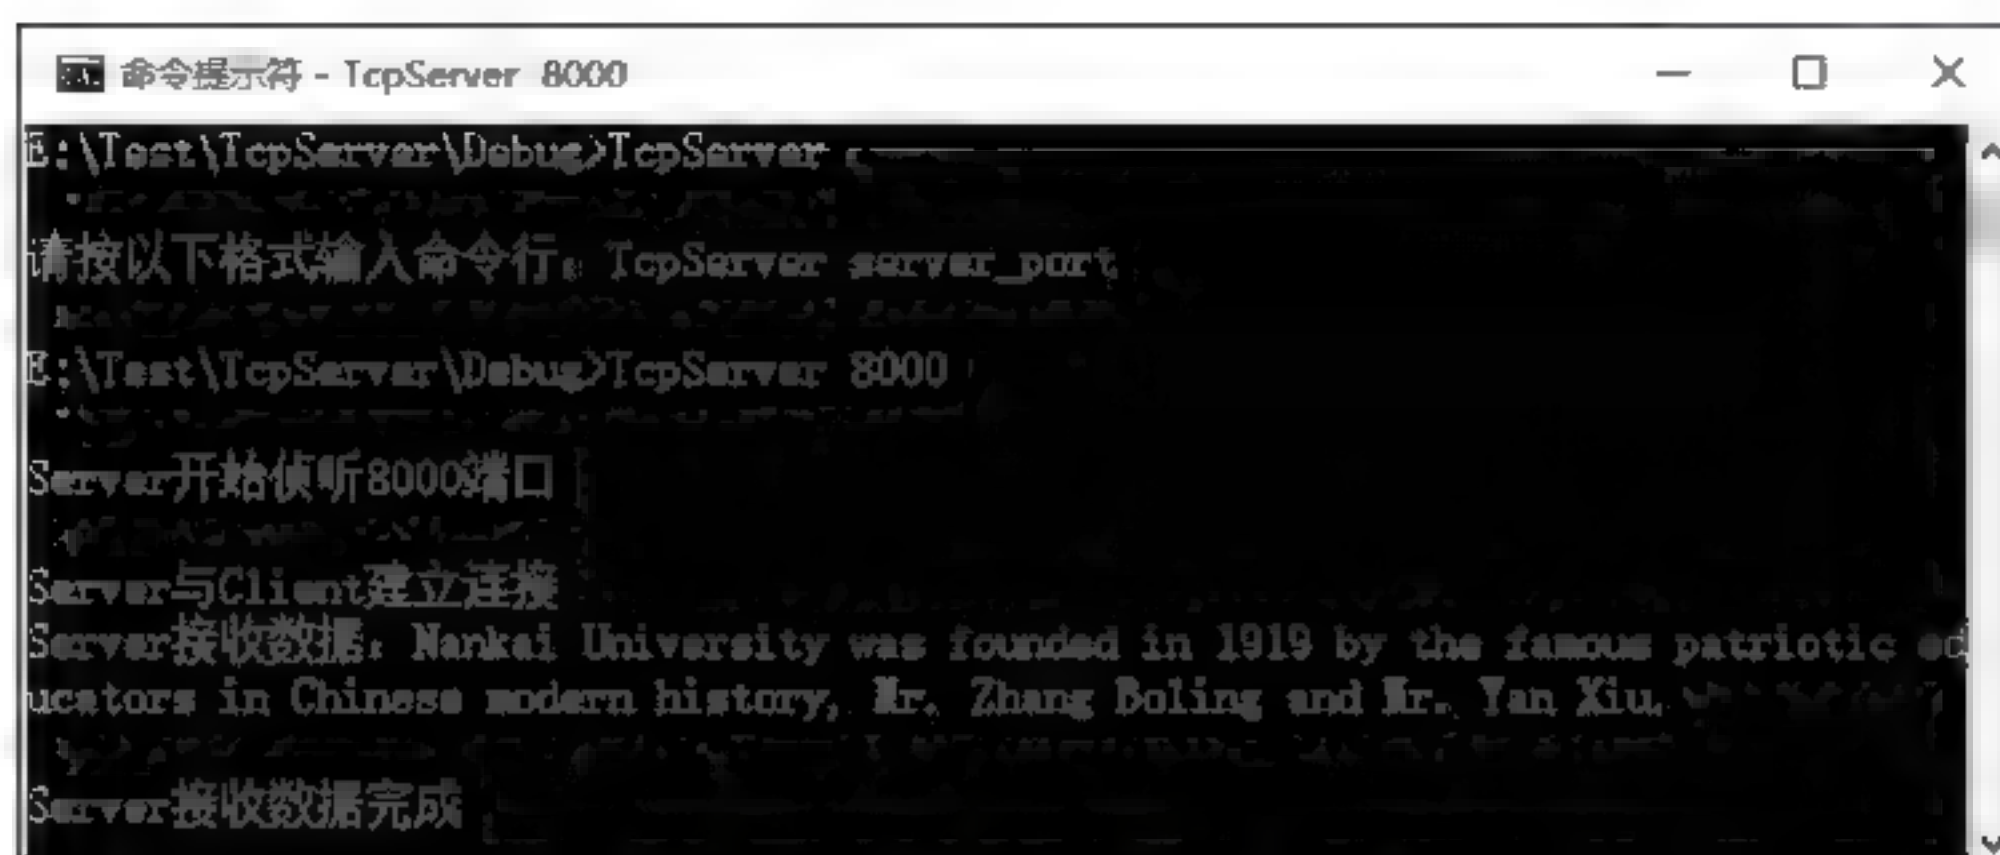 命令提示符 - TcpServer 8000
E:\Test\TcpServer\Debug>TcpServer
请按以下格式输入命令行: TcpServer server_port
E:\Test\TcpServer\Debug>TcpServer 8000
Server开始侦听8000端口
Server与Client建立连接
Server接收数据: Nankai University was founded in 1919 by the famous patriotic ed
ucators in Chinese modern history, Mr. Zhang Boling and Mr. Yan Xiu.
Server接收数据完成